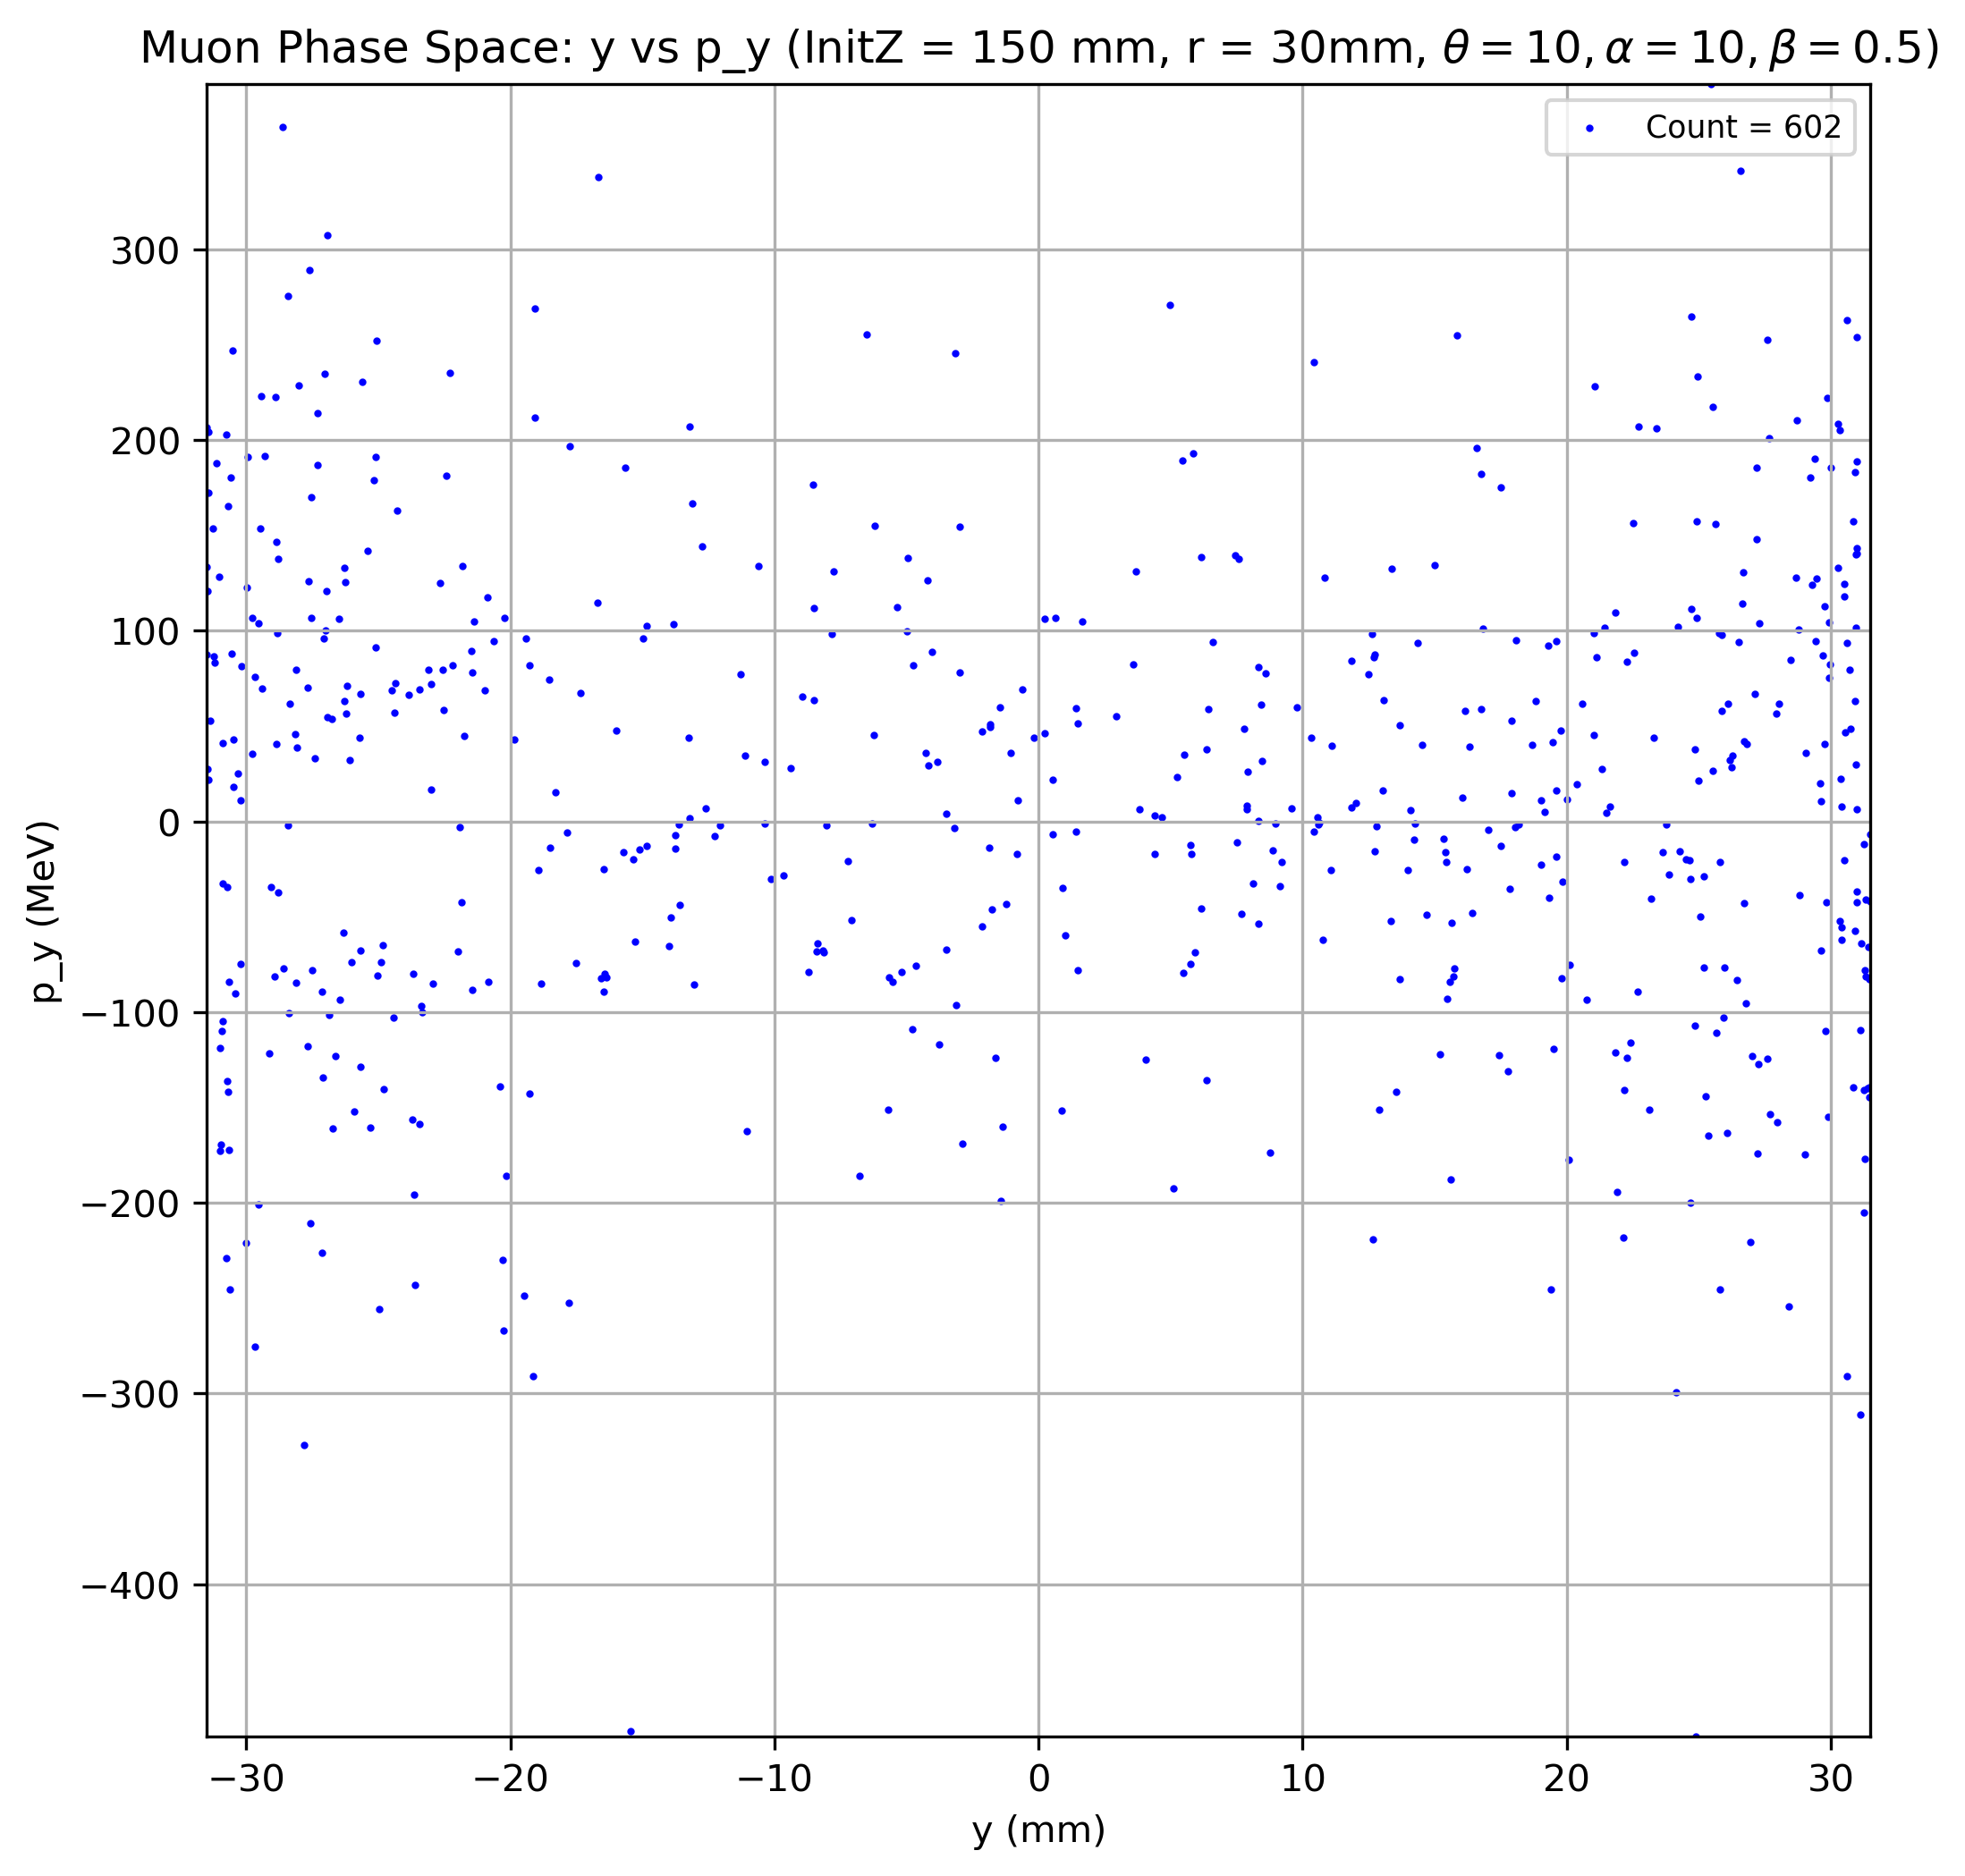 Muon Phase Space: y vs p_y (InitZ = 150 mm, r = 30mm, θ = 10, α = 10, β = 0.5)
Count = 602
300
200
100
0
−100
−200
−300
−400
p_y (MeV)
−30 −20 −10 0 10 20 30
y (mm)